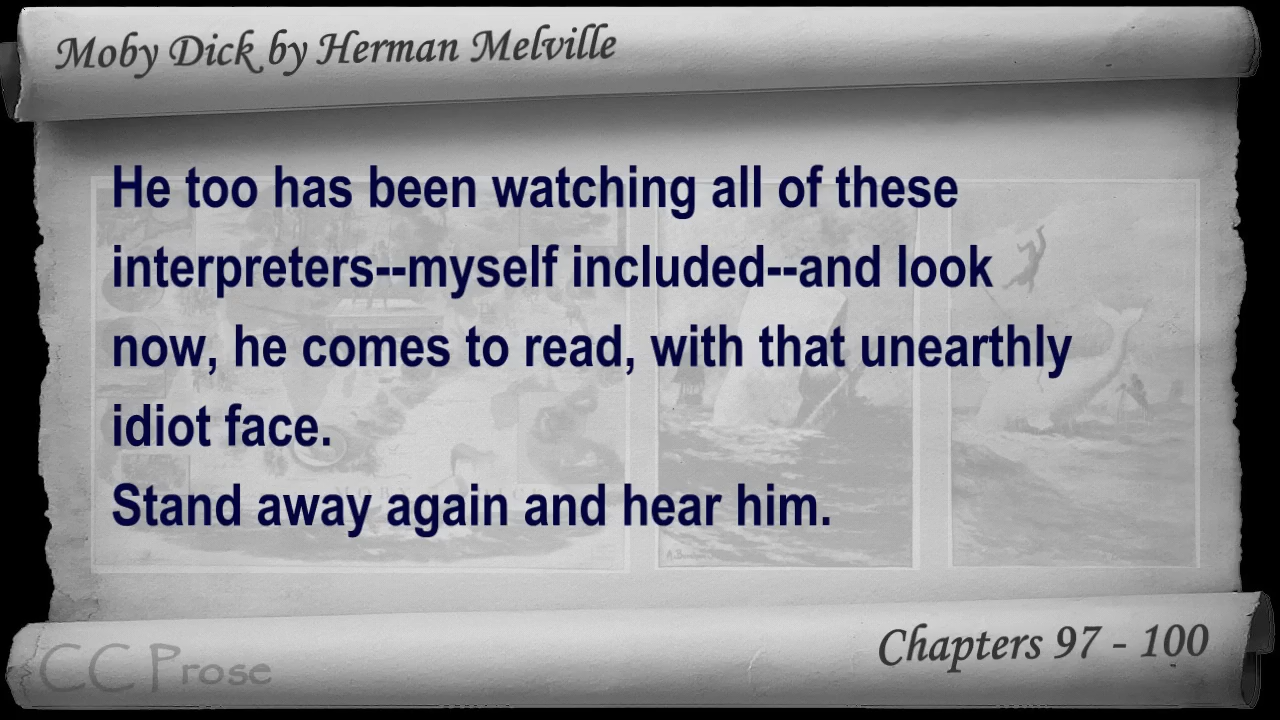 Moby Dick by Herman Melville
He too has been watching all of these
interpreters--myself included--and look
now, he comes to read, with that unearthly
idiot face.
Stand away again and hear him.
Chapters 97 - 100
CC Prose